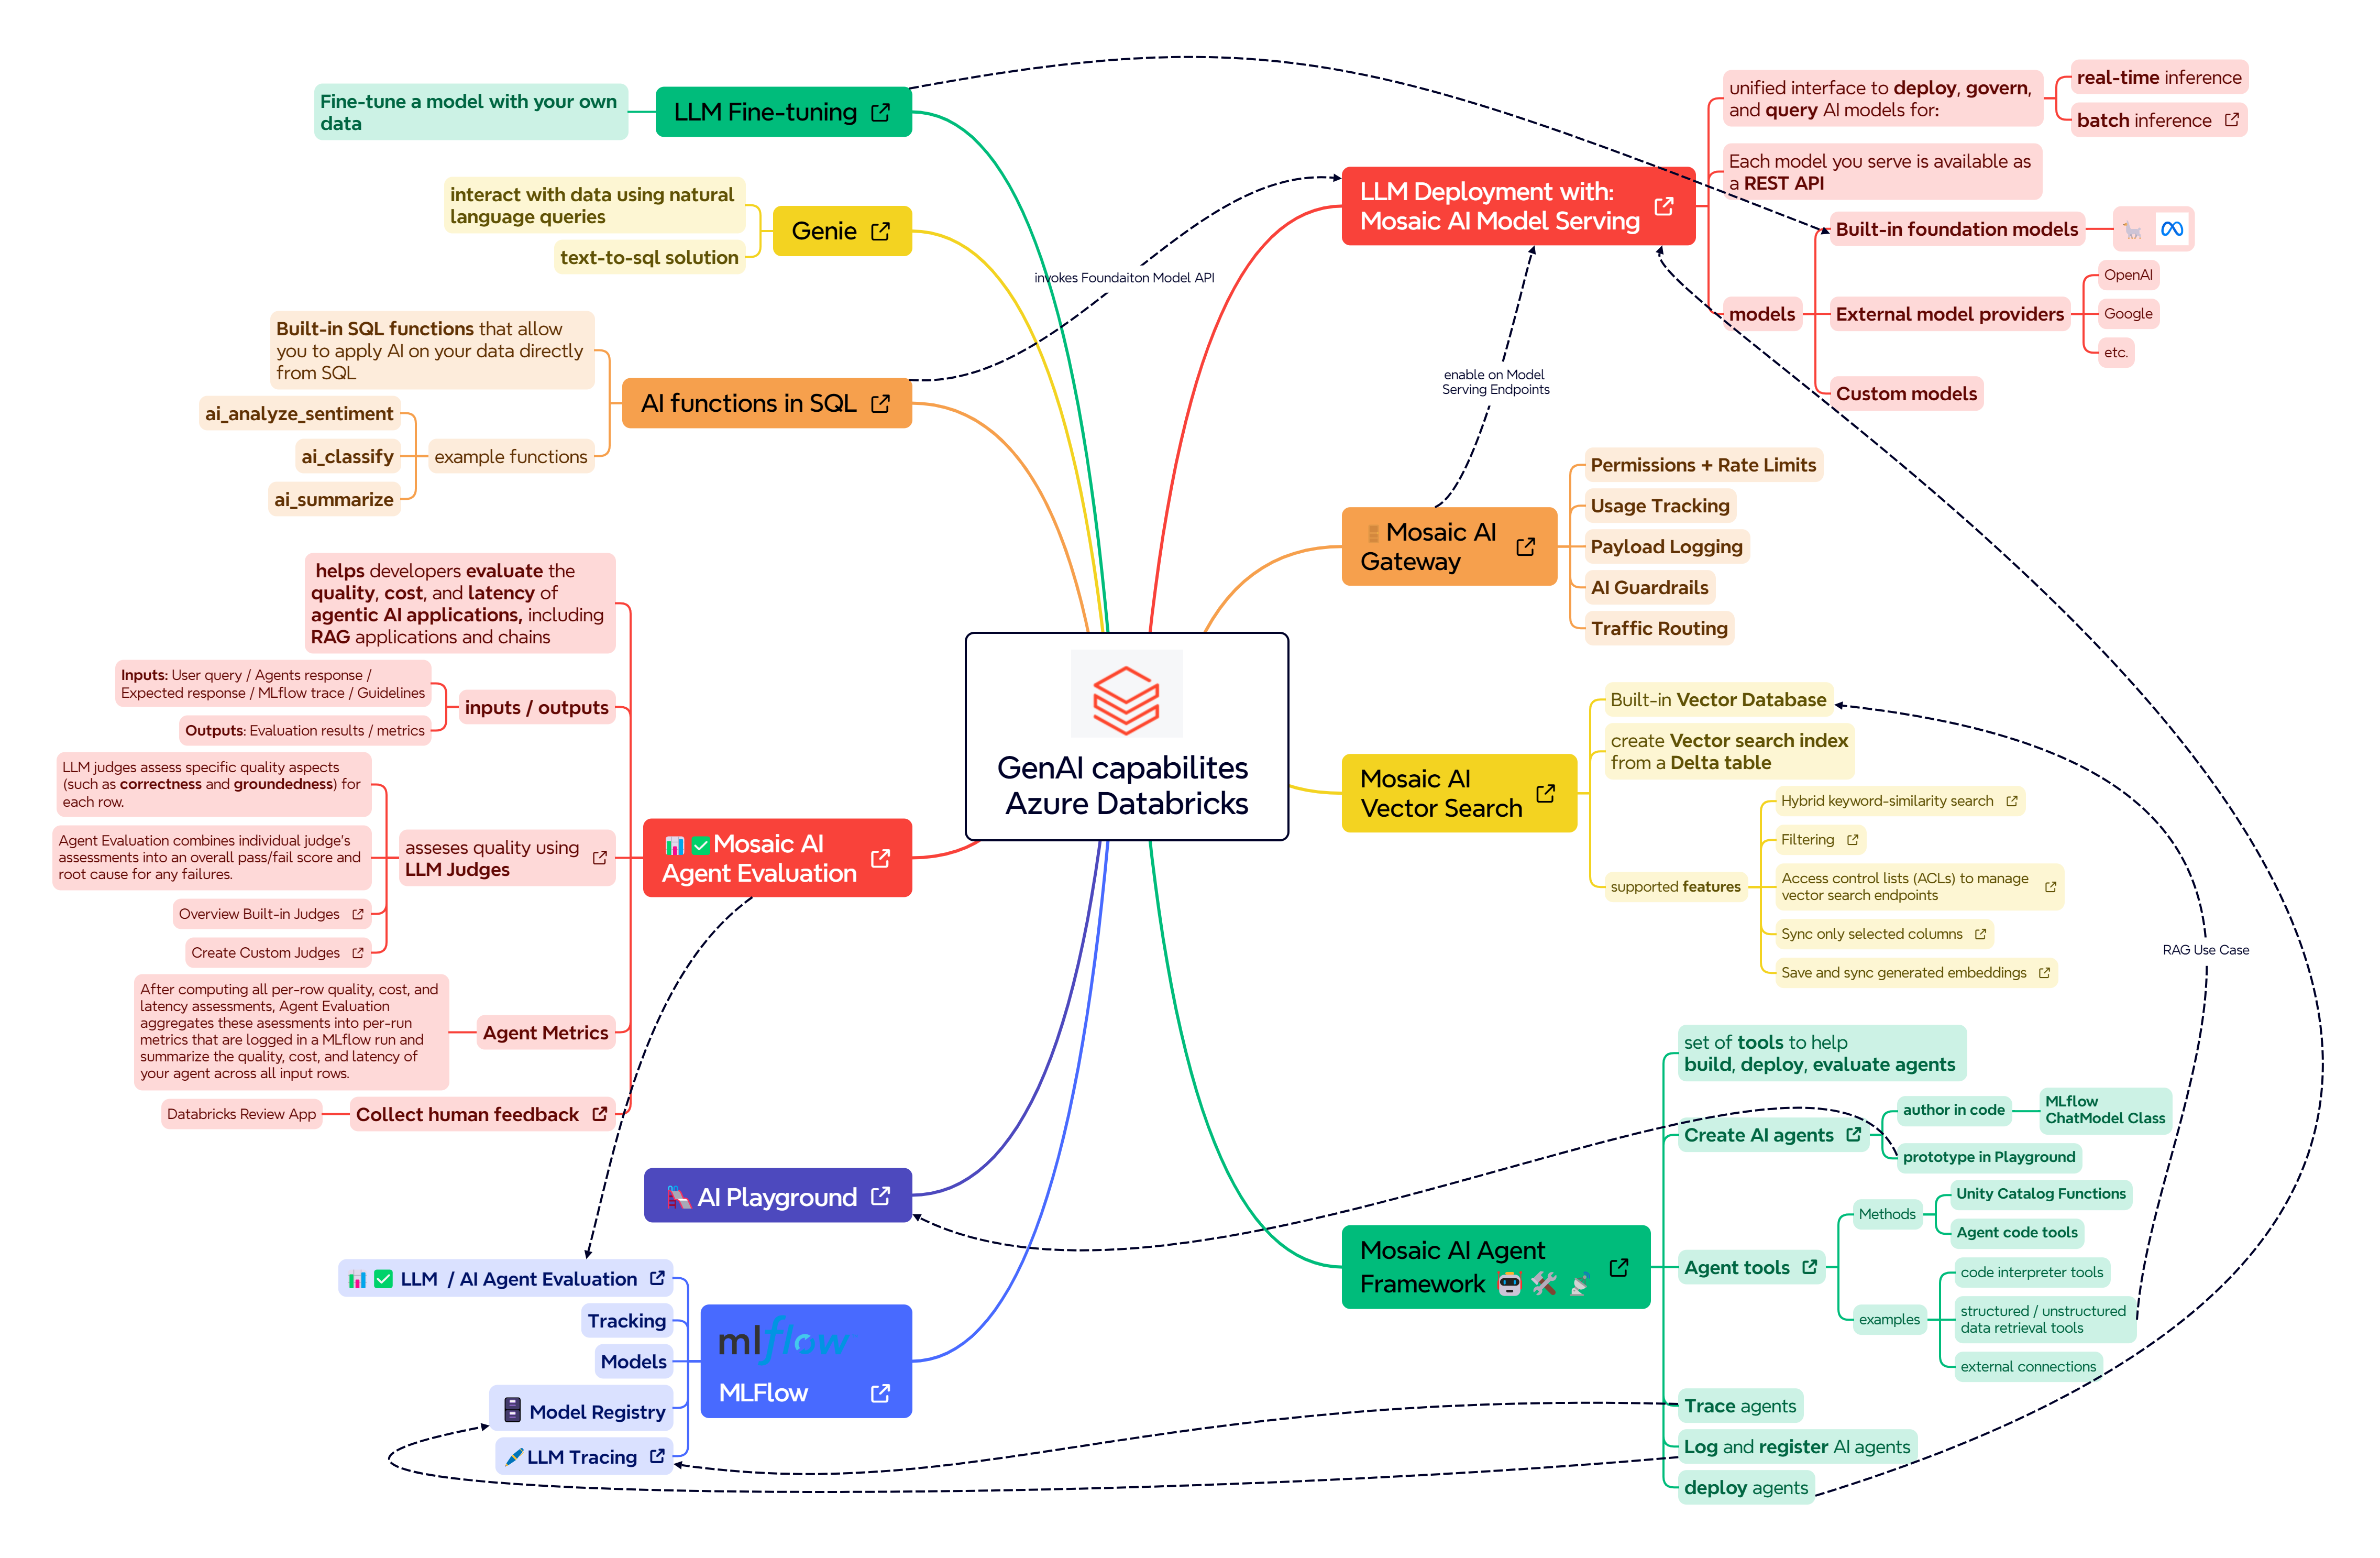 GenAI capabilites
Azure Databricks
LLM Fine-tuning
Fine-tune a model with your own
data
Genie
interact with data using natural
language queries
text-to-sql solution
AI functions in SQL
Built-in SQL functions that allow
you to apply AI on your data directly
from SQL
example functions
ai_analyze_sentiment
ai_classify
ai_summarize
invokes Foundaiton Model API
Mosaic AI
Agent Evaluation
helps developers evaluate the
quality, cost, and latency of
agentic AI applications, including
RAG applications and chains
inputs / outputs
Inputs: User query / Agents response /
Expected response / MLflow trace / Guidelines
Outputs: Evaluation results / metrics
asseses quality using
LLM Judges
LLM judges assess specific quality aspects
(such as correctness and groundedness) for
each row.
Agent Evaluation combines individual judge's
assessments into an overall pass/fail score and
root cause for any failures.
Overview Built-in Judges
Create Custom Judges
Agent Metrics
After computing all per-row quality, cost, and
latency assessments, Agent Evaluation
aggregates these asessments into per-run
metrics that are logged in a MLflow run and
summarize the quality, cost, and latency of
your agent across all input rows.
Collect human feedback
Databricks Review App
AI Playground
mlflow
MLFlow
LLM / AI Agent Evaluation
Tracking
Models
Model Registry
LLM Tracing
LLM Deployment with:
Mosaic AI Model Serving
unified interface to deploy, govern,
and query AI models for:
real-time inference
batch inference
Each model you serve is available as
a REST API
models
Built-in foundation models
External model providers
OpenAI
Google
etc.
Custom models
enable on Model
Serving Endpoints
Mosaic AI
Gateway
Permissions + Rate Limits
Usage Tracking
Payload Logging
AI Guardrails
Traffic Routing
Mosaic AI
Vector Search
Built-in Vector Database
create Vector search index
from a Delta table
supported features
Hybrid keyword-similarity search
Filtering
Access control lists (ACLs) to manage
vector search endpoints
Sync only selected columns
Save and sync generated embeddings
RAG Use Case
Mosaic AI Agent
Framework
set of tools to help
build, deploy, evaluate agents
Create AI agents
author in code
MLflow
ChatModel Class
prototype in Playground
Agent tools
Methods
Unity Catalog Functions
Agent code tools
examples
code interpreter tools
structured / unstructured
data retrieval tools
external connections
Trace agents
Log and register AI agents
deploy agents